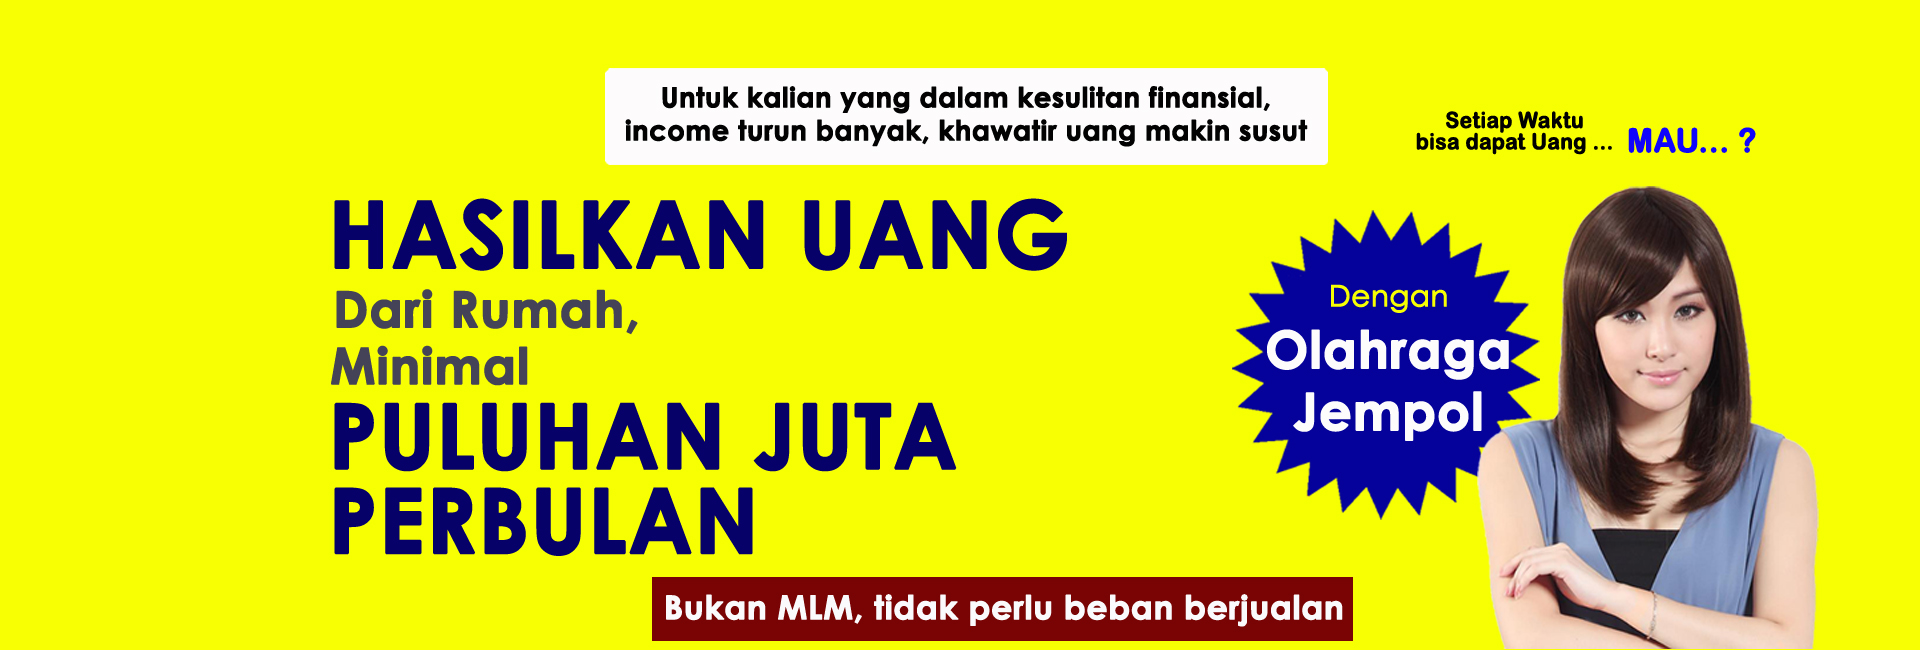 Untuk kalian yang dalam kesulitan finansial,
income turun banyak, khawatir uang makin susut
Setiap Waktu
bisa dapat Uang ... MAU... ?
HASILKAN UANG
Dari Rumah,
Minimal
PULUHAN JUTA
PERBULAN
Dengan
Olahraga
Jempol
Bukan MLM, tidak perlu beban berjualan